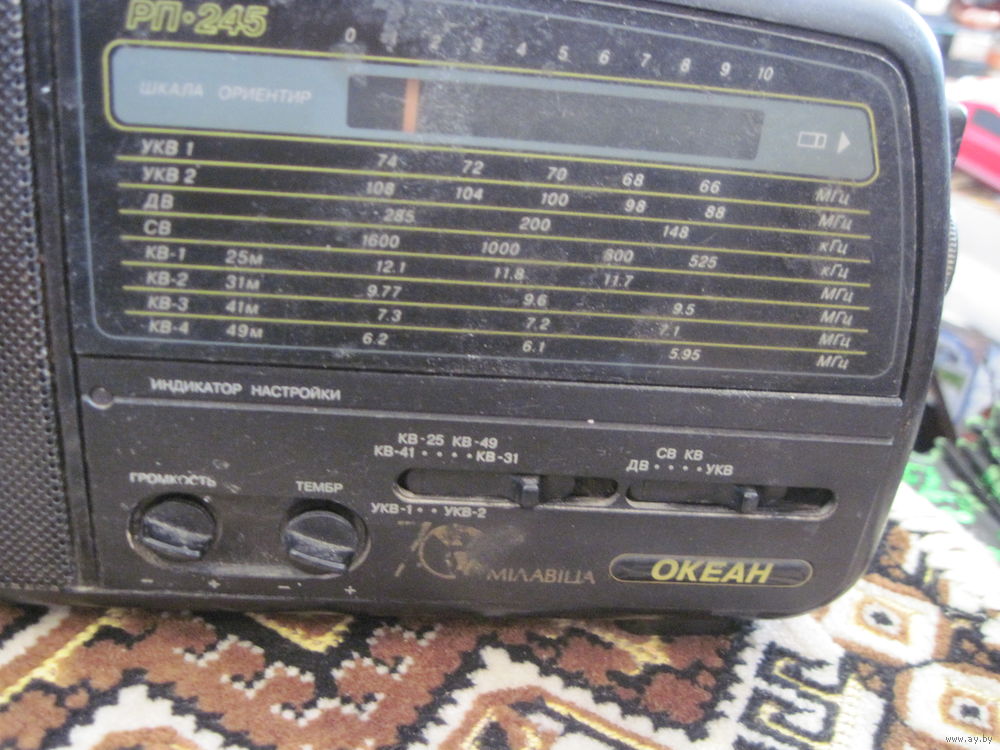 РП•245
0 1 2 3 4 5 6 7 8 9 10
ШКАЛА ОРИЕНТИР
УКВ 1 74 72 70 68 66 МГц
УКВ 2 108 104 100 98 88 МГц
ДВ 285 200 148 кГц
СВ 1600 1000 800 525 кГц
КВ-1 25м 12.1 11.8 11.7 МГц
КВ-2 31м 9.77 9.6 9.5 МГц
КВ-3 41м 7.3 7.2 7.1 МГц
КВ-4 49м 6.2 6.1 5.95 МГц
ИНДИКАТОР НАСТРОЙКИ
КВ-25 КВ-49
КВ-41 • • • • КВ-31
СВ КВ
ДВ • • • • УКВ
ГРОМКОСТЬ
ТЕМБР
УКВ-1 • • УКВ-2
МІЛАВІЦА
ОКЕАН
− +
− +
www.ay.by